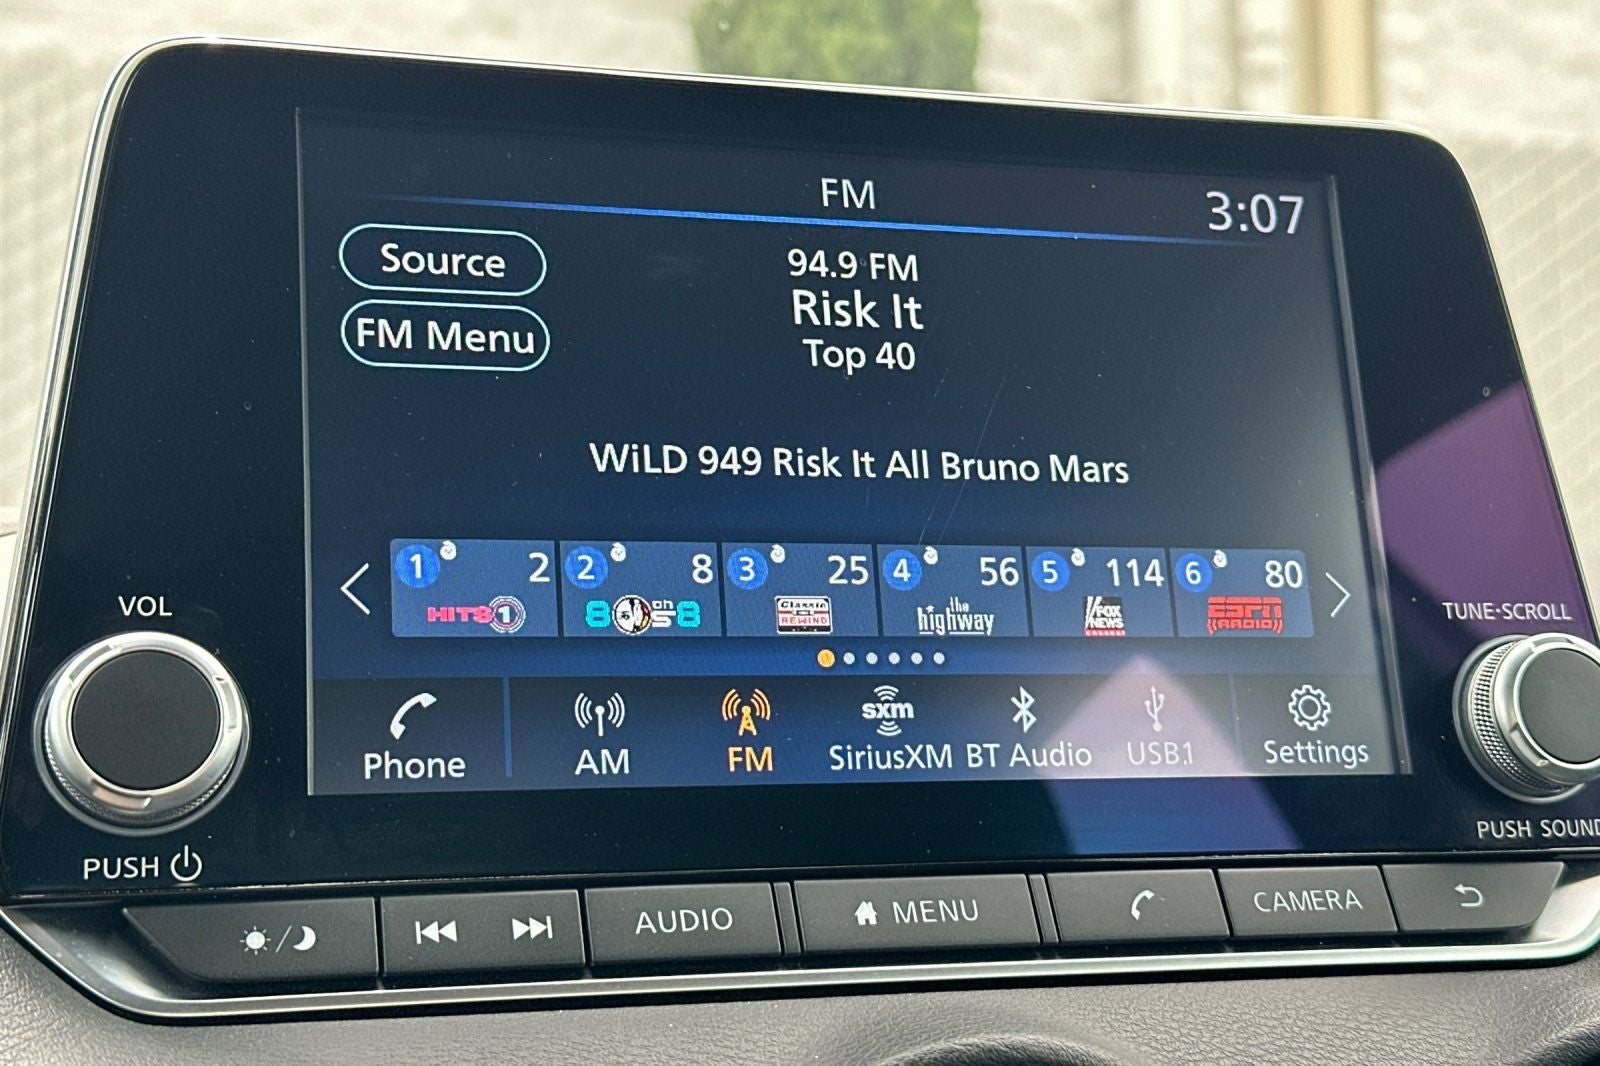 FM
3:07
Source
94.9 FM
Risk It
FM Menu
Top 40
WiLD 949 Risk It All Bruno Mars
1 2
HITS 1
2 8
80s on 8
3 25
Classic REWIND
4 56
the highway
5 114
FOX NEWS CHANNEL
6 80
ESPN RADIO
VOL
TUNE·SCROLL
Phone
AM
FM
sxm
SiriusXM
BT Audio
USB1
Settings
PUSH
PUSH SOUND
AUDIO
MENU
CAMERA